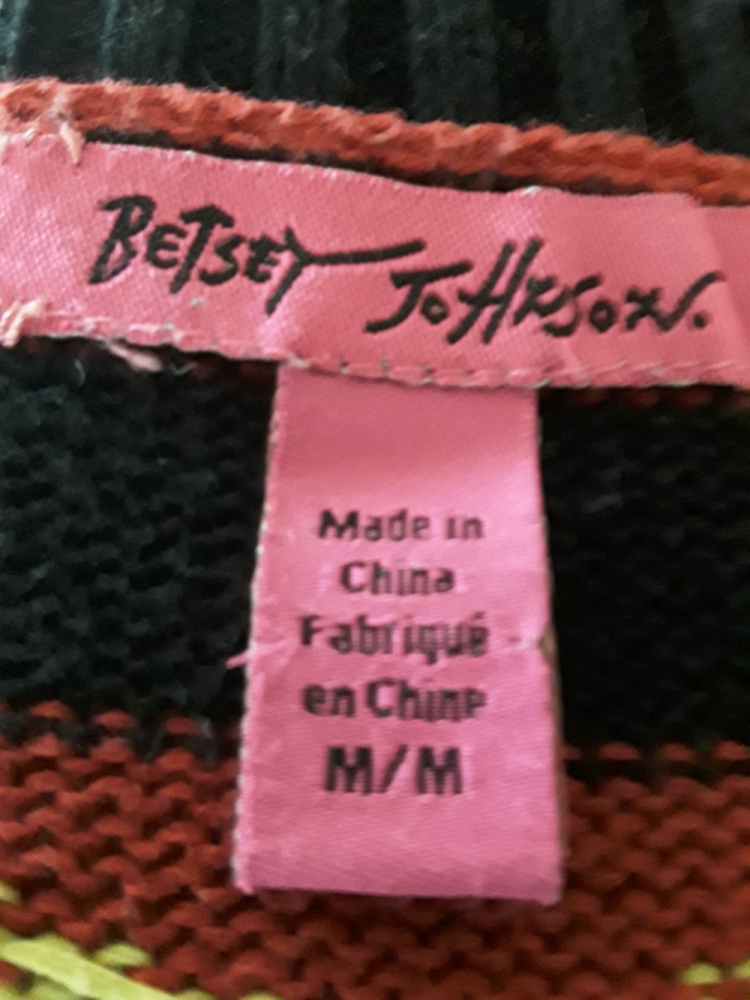 BETSEY JOHNSON.
Made in
China
Fabriqué
en Chine
M/M